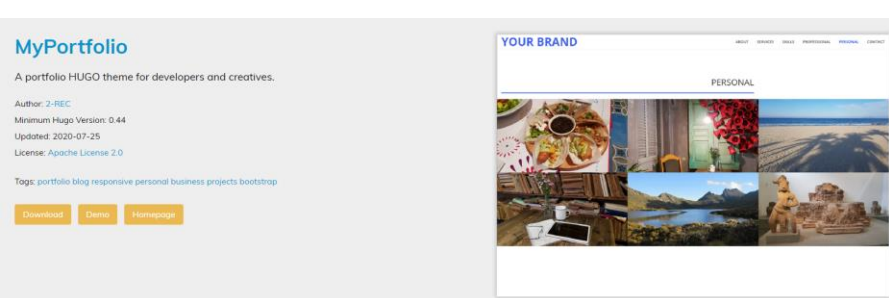 MyPortfolio
A portfolio HUGO theme for developers and creatives.
Author: 2-REC
Minimum Hugo Version: 0.44
Updated: 2020-07-25
License: Apache License 2.0
Tags: portfolio blog responsive personal business projects bootstrap
Download Demo Homepage
YOUR BRAND
ABOUT SERVICES SKILLS PROFESSIONAL PERSONAL CONTACT
PERSONAL